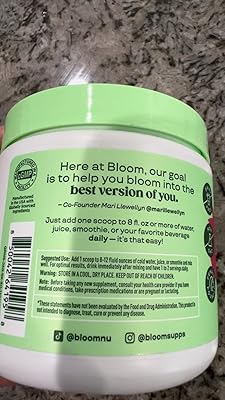 Here at Bloom, our goal
is to help you bloom into the
best version of you.
– Co-Founder Mari Llewellyn @marillewellyn
Just add one scoop to 8 fl. oz or more of water,
juice, smoothie, or your favorite beverage
daily — it's that easy!
Suggested Use: Add 1 scoop to 8-12 fluid ounces of cold water, juice, or smoothie and mix
well. For optimal results, drink immediately after mixing and have 1 to 2 servings daily.
Warning: STORE IN A COOL, DRY PLACE. KEEP OUT OF REACH OF CHILDREN.
Note: Before taking any supplement, consult your health care provider if you have
medical conditions, take prescription medications or are pregnant or lactating.
*These statements have not been evaluated by the Food and Drug Administration. This product is not
intended to diagnose, treat, cure or prevent any disease.
@bloomnu @bloomsupps
CGMP
Manufactured
in the USA with
Globally Sourced
Ingredients